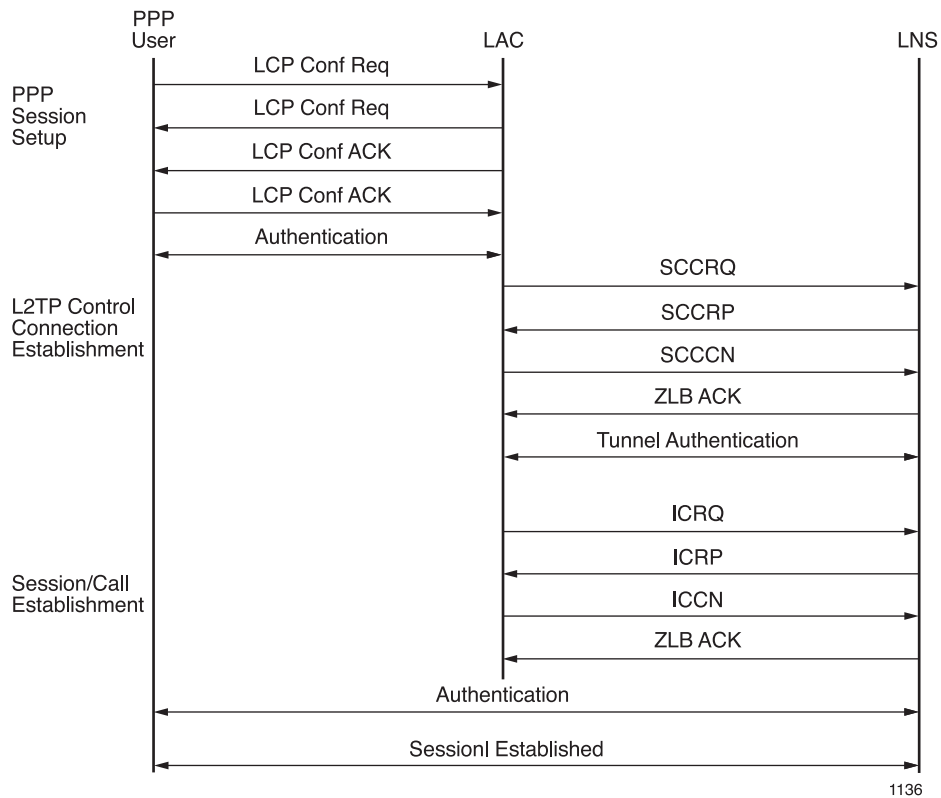 PPP
User
LAC
LNS
LCP Conf Req
PPP
Session
Setup
LCP Conf Req
LCP Conf ACK
LCP Conf ACK
Authentication
SCCRQ
L2TP Control
Connection
Establishment
SCCRP
SCCCN
ZLB ACK
Tunnel Authentication
ICRQ
ICRP
Session/Call
Establishment
ICCN
ZLB ACK
Authentication
Sessionl Established
1136